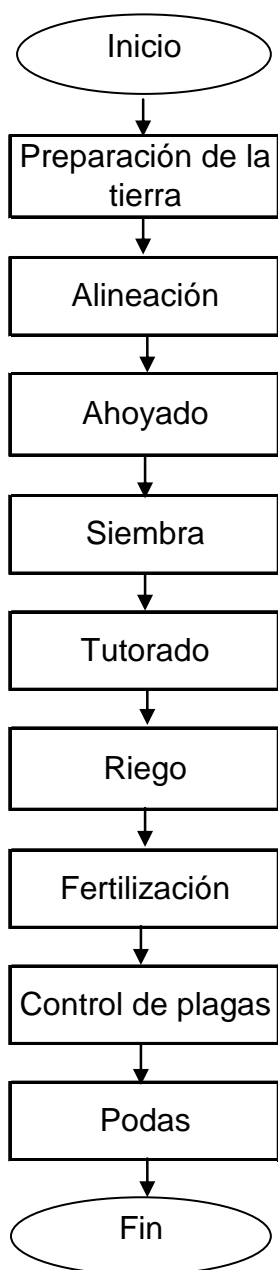 Inicio
Preparación de la
tierra
Alineación
Ahoyado
Siembra
Tutorado
Riego
Fertilización
Control de plagas
Podas
Fin